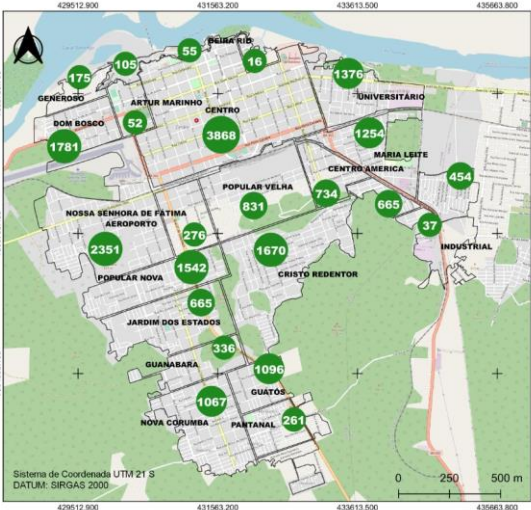 429512.900 431563.200 433613.500 435663.800
BEIRA RIO
55
105
16
175
1376
GENEROSO
UNIVERSITÁRIO
ARTUR MARINHO
CENTRO
DOM BOSCO
52
3868
1254
1781
MARIA LEITE
CENTRO AMERICA
454
POPULAR VELHA
734
831
665
NOSSA SENHORA DE FÁTIMA
AEROPORTO
37
276
2351
1670
INDUSTRIAL
1542
POPULAR NOVA
CRISTO REDENTOR
665
JARDIM DOS ESTADOS
336
GUANABARA
1096
GUATÓS
1067
NOVA CORUMBÁ
PANTANAL
261
Sistema de Coordenada UTM 21 S
DATUM: SIRGAS 2000
0 250 500 m
429512.900 431563.200 433613.500 435663.800